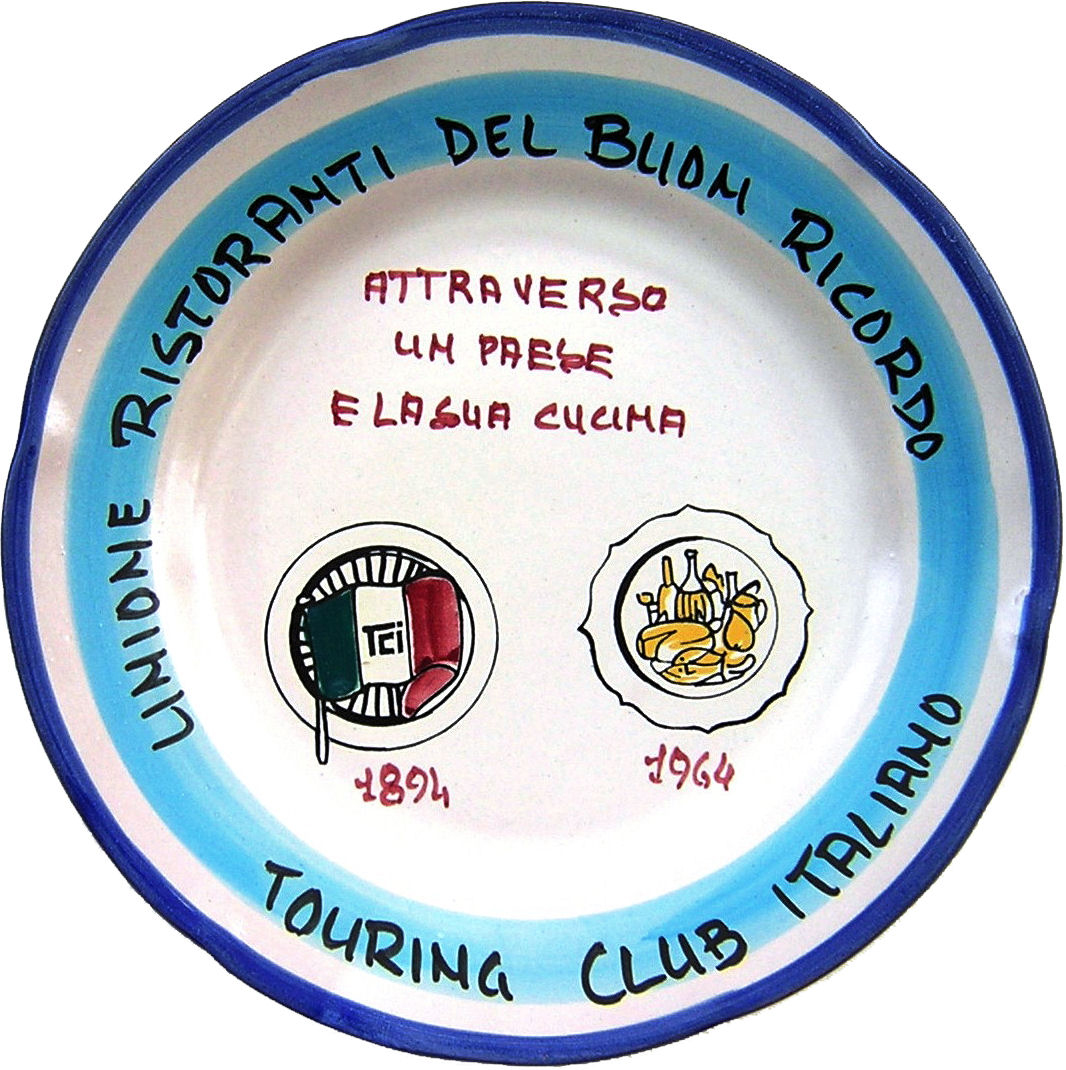 UNIONE RISTORANTI DEL BUON RICORDO
ATTRAVERSO
UN PAESE
E LA SUA CUCINA
TCi
1894
1964
TOURING CLUB ITALIANO